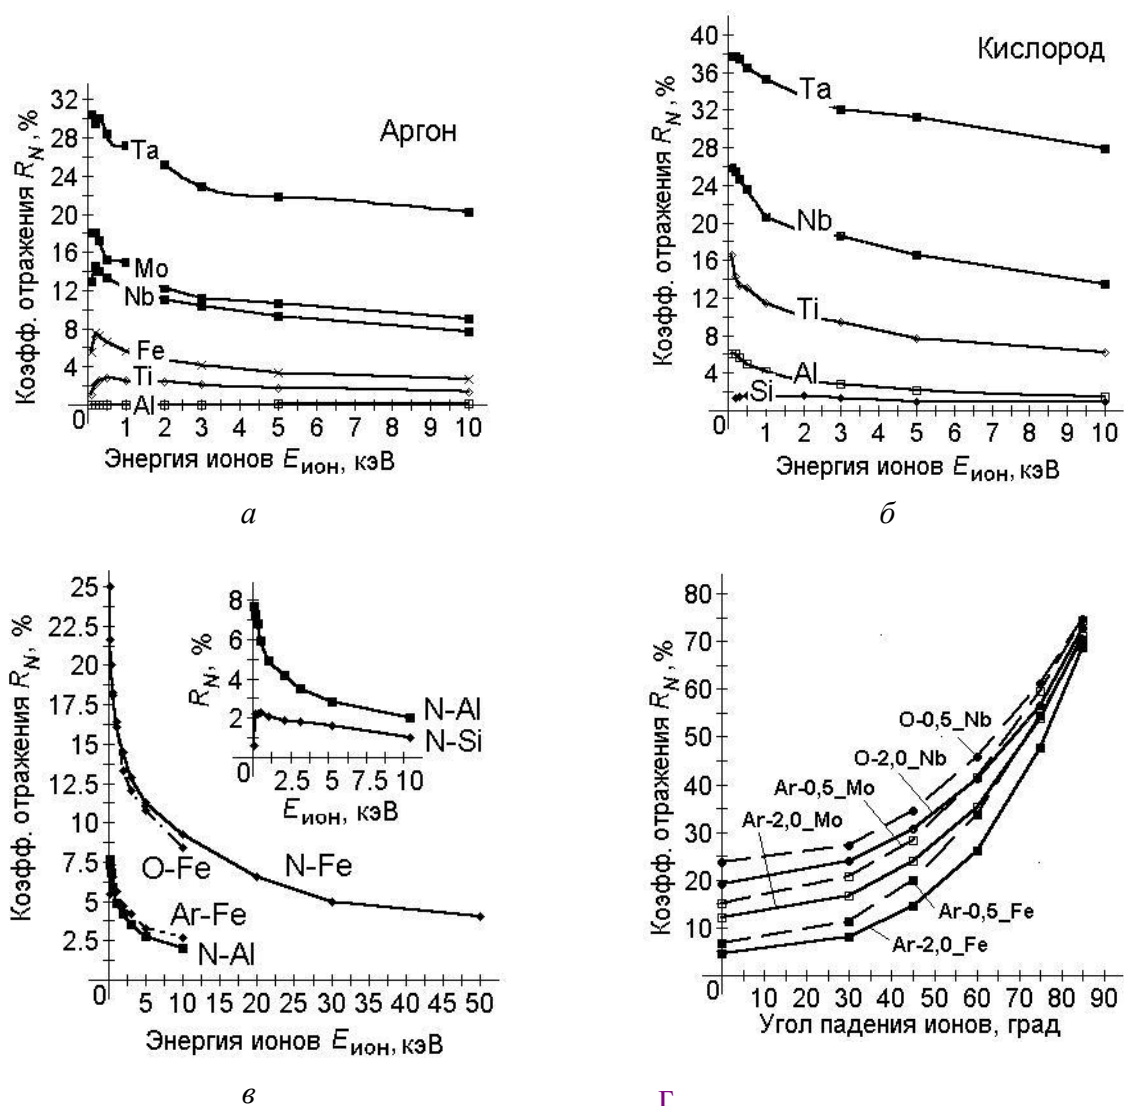 Аргон
Коэфф. отражения R_N, %
32
28
24
20
16
12
8
4
0
Ta
Mo
Nb
Fe
Ti
Al
1 2 3 4 5 6 7 8 9 10
Энергия ионов E_ион, кэВ
а
Кислород
Коэфф. отражения R_N, %
40
36
32
28
24
20
16
12
8
4
0
Ta
Nb
Ti
Al
Si
1 2 3 4 5 6 7 8 9 10
Энергия ионов E_ион, кэВ
б
Коэфф. отражения R_N, %
25
22.5
20
17.5
15
12.5
10
7.5
5
2.5
0
O-Fe
N-Fe
Ar-Fe
N-Al
5 10 15 20 25 30 35 40 45 50
Энергия ионов E_ион, кэВ
R_N, %
8
6
4
2
0
N-Al
N-Si
2.5 5 7.5 10
E_ион, кэВ
в
Коэфф. отражения R_N, %
80
70
60
50
40
30
20
10
0
O-0,5_Nb
O-2,0_Nb
Ar-0,5_Mo
Ar-2,0_Mo
Ar-0,5_Fe
Ar-2,0_Fe
10 20 30 40 50 60 70 80 90
Угол падения ионов, град
Г